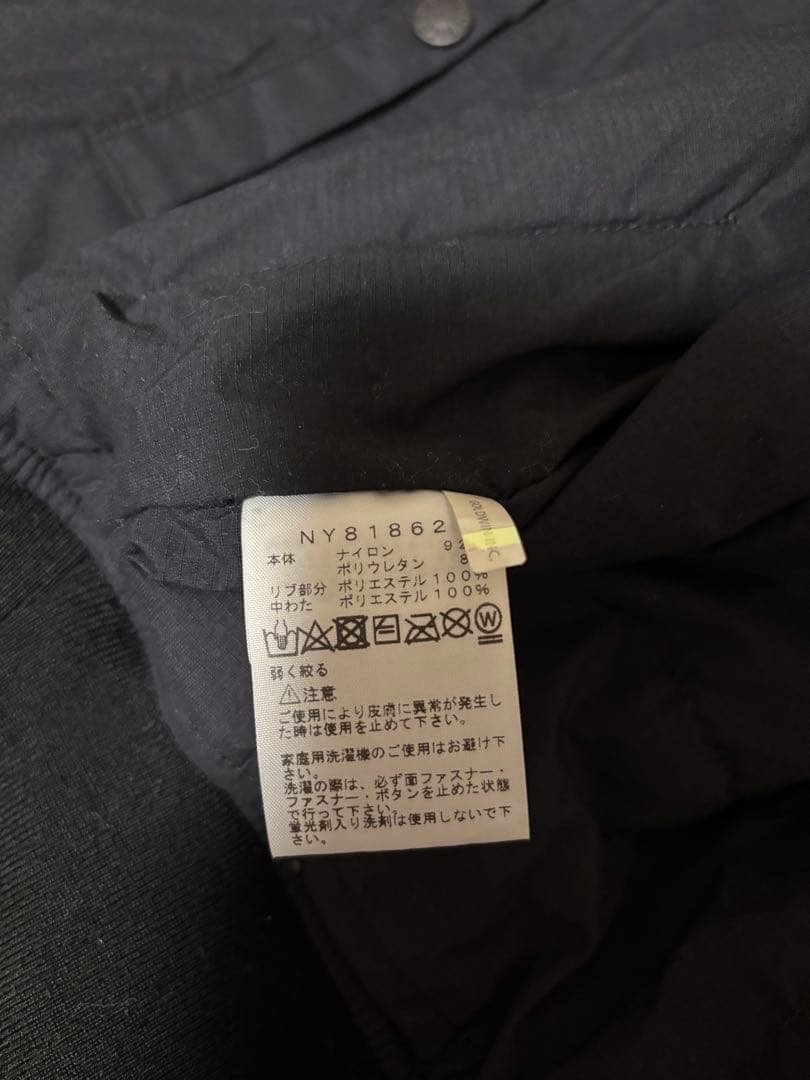 NY81862
GOLDWIN INC
本体 ナイロン 92
ポリウレタン 8
リブ部分 ポリエステル100%
中わた ポリエステル100%
W
弱く絞る
注意
ご使用により皮膚に異常が発生し
た時は使用を止めて下さい。
家庭用洗濯機のご使用はお避け下
さい。
洗濯の際は、必ず面ファスナー・
ファスナー・ボタンを止めた状態
で行って下さい。
蛍光剤入り洗剤は使用しないで下
さい。